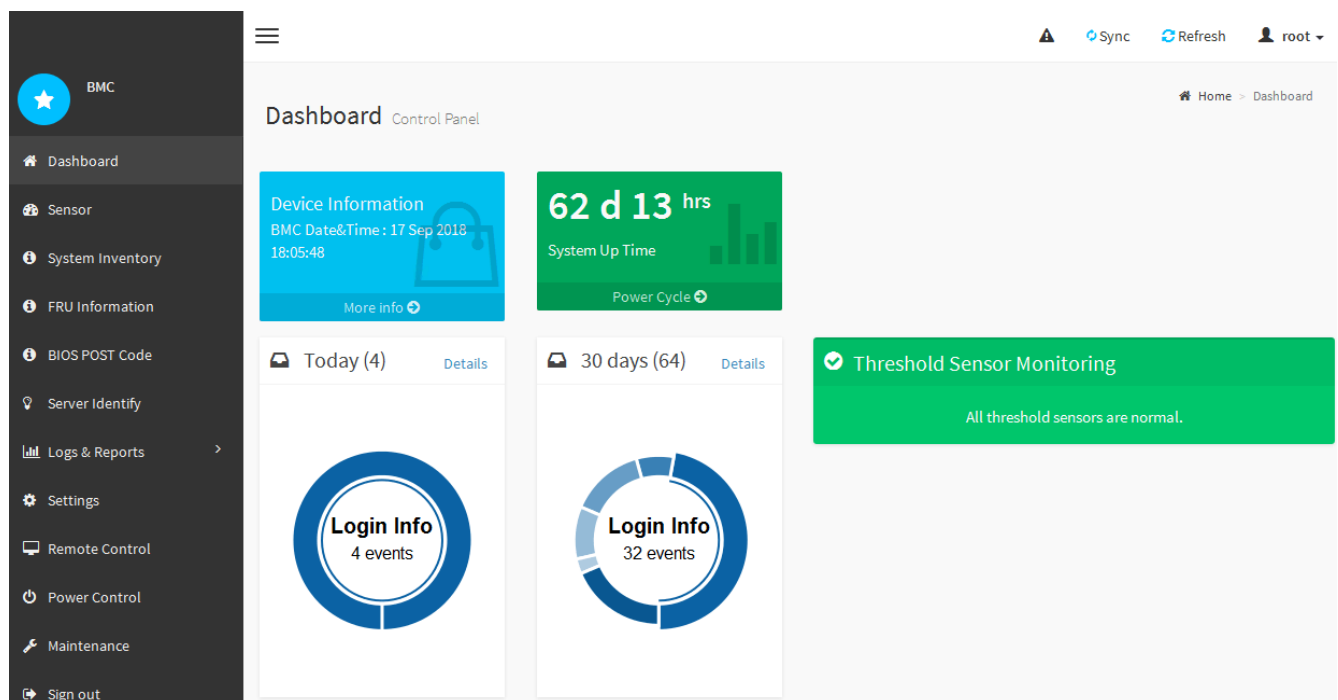 BMC
Dashboard
Sensor
System Inventory
FRU Information
BIOS POST Code
Server Identify
Logs & Reports
Settings
Remote Control
Power Control
Maintenance
Sign out
Sync Refresh root
Home > Dashboard
Dashboard Control Panel
Device Information
BMC Date&Time : 17 Sep 2018
18:05:48
More info
62 d 13 hrs
System Up Time
Power Cycle
Today (4) Details
Login Info
4 events
30 days (64) Details
Login Info
32 events
Threshold Sensor Monitoring
All threshold sensors are normal.